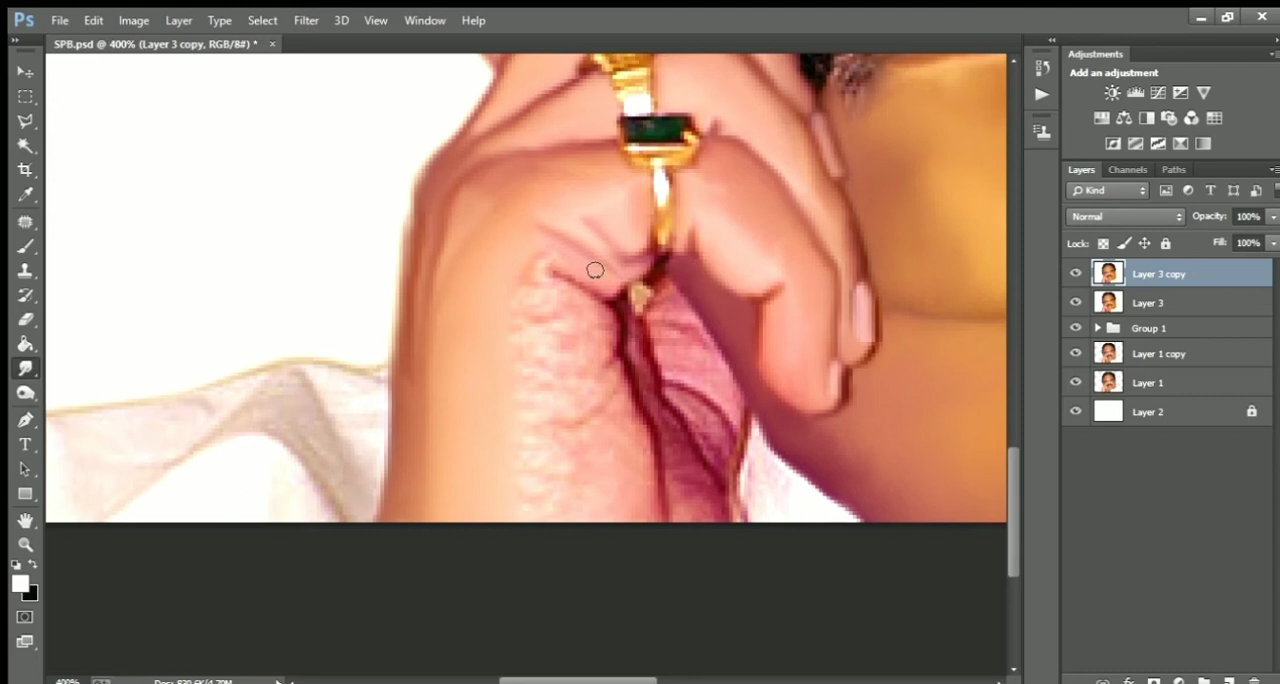 Ps File Edit Image Layer Type Select Filter 3D View Window Help
SPB.psd @ 400% (Layer 3 copy, RGB/8#) * ×
Adjustments
Add an adjustment
Layers Channels Paths
Kind
Normal Opacity: 100%
Lock: Fill: 100%
Layer 3 copy
Layer 3
Group 1
Layer 1 copy
Layer 1
Layer 2
400%